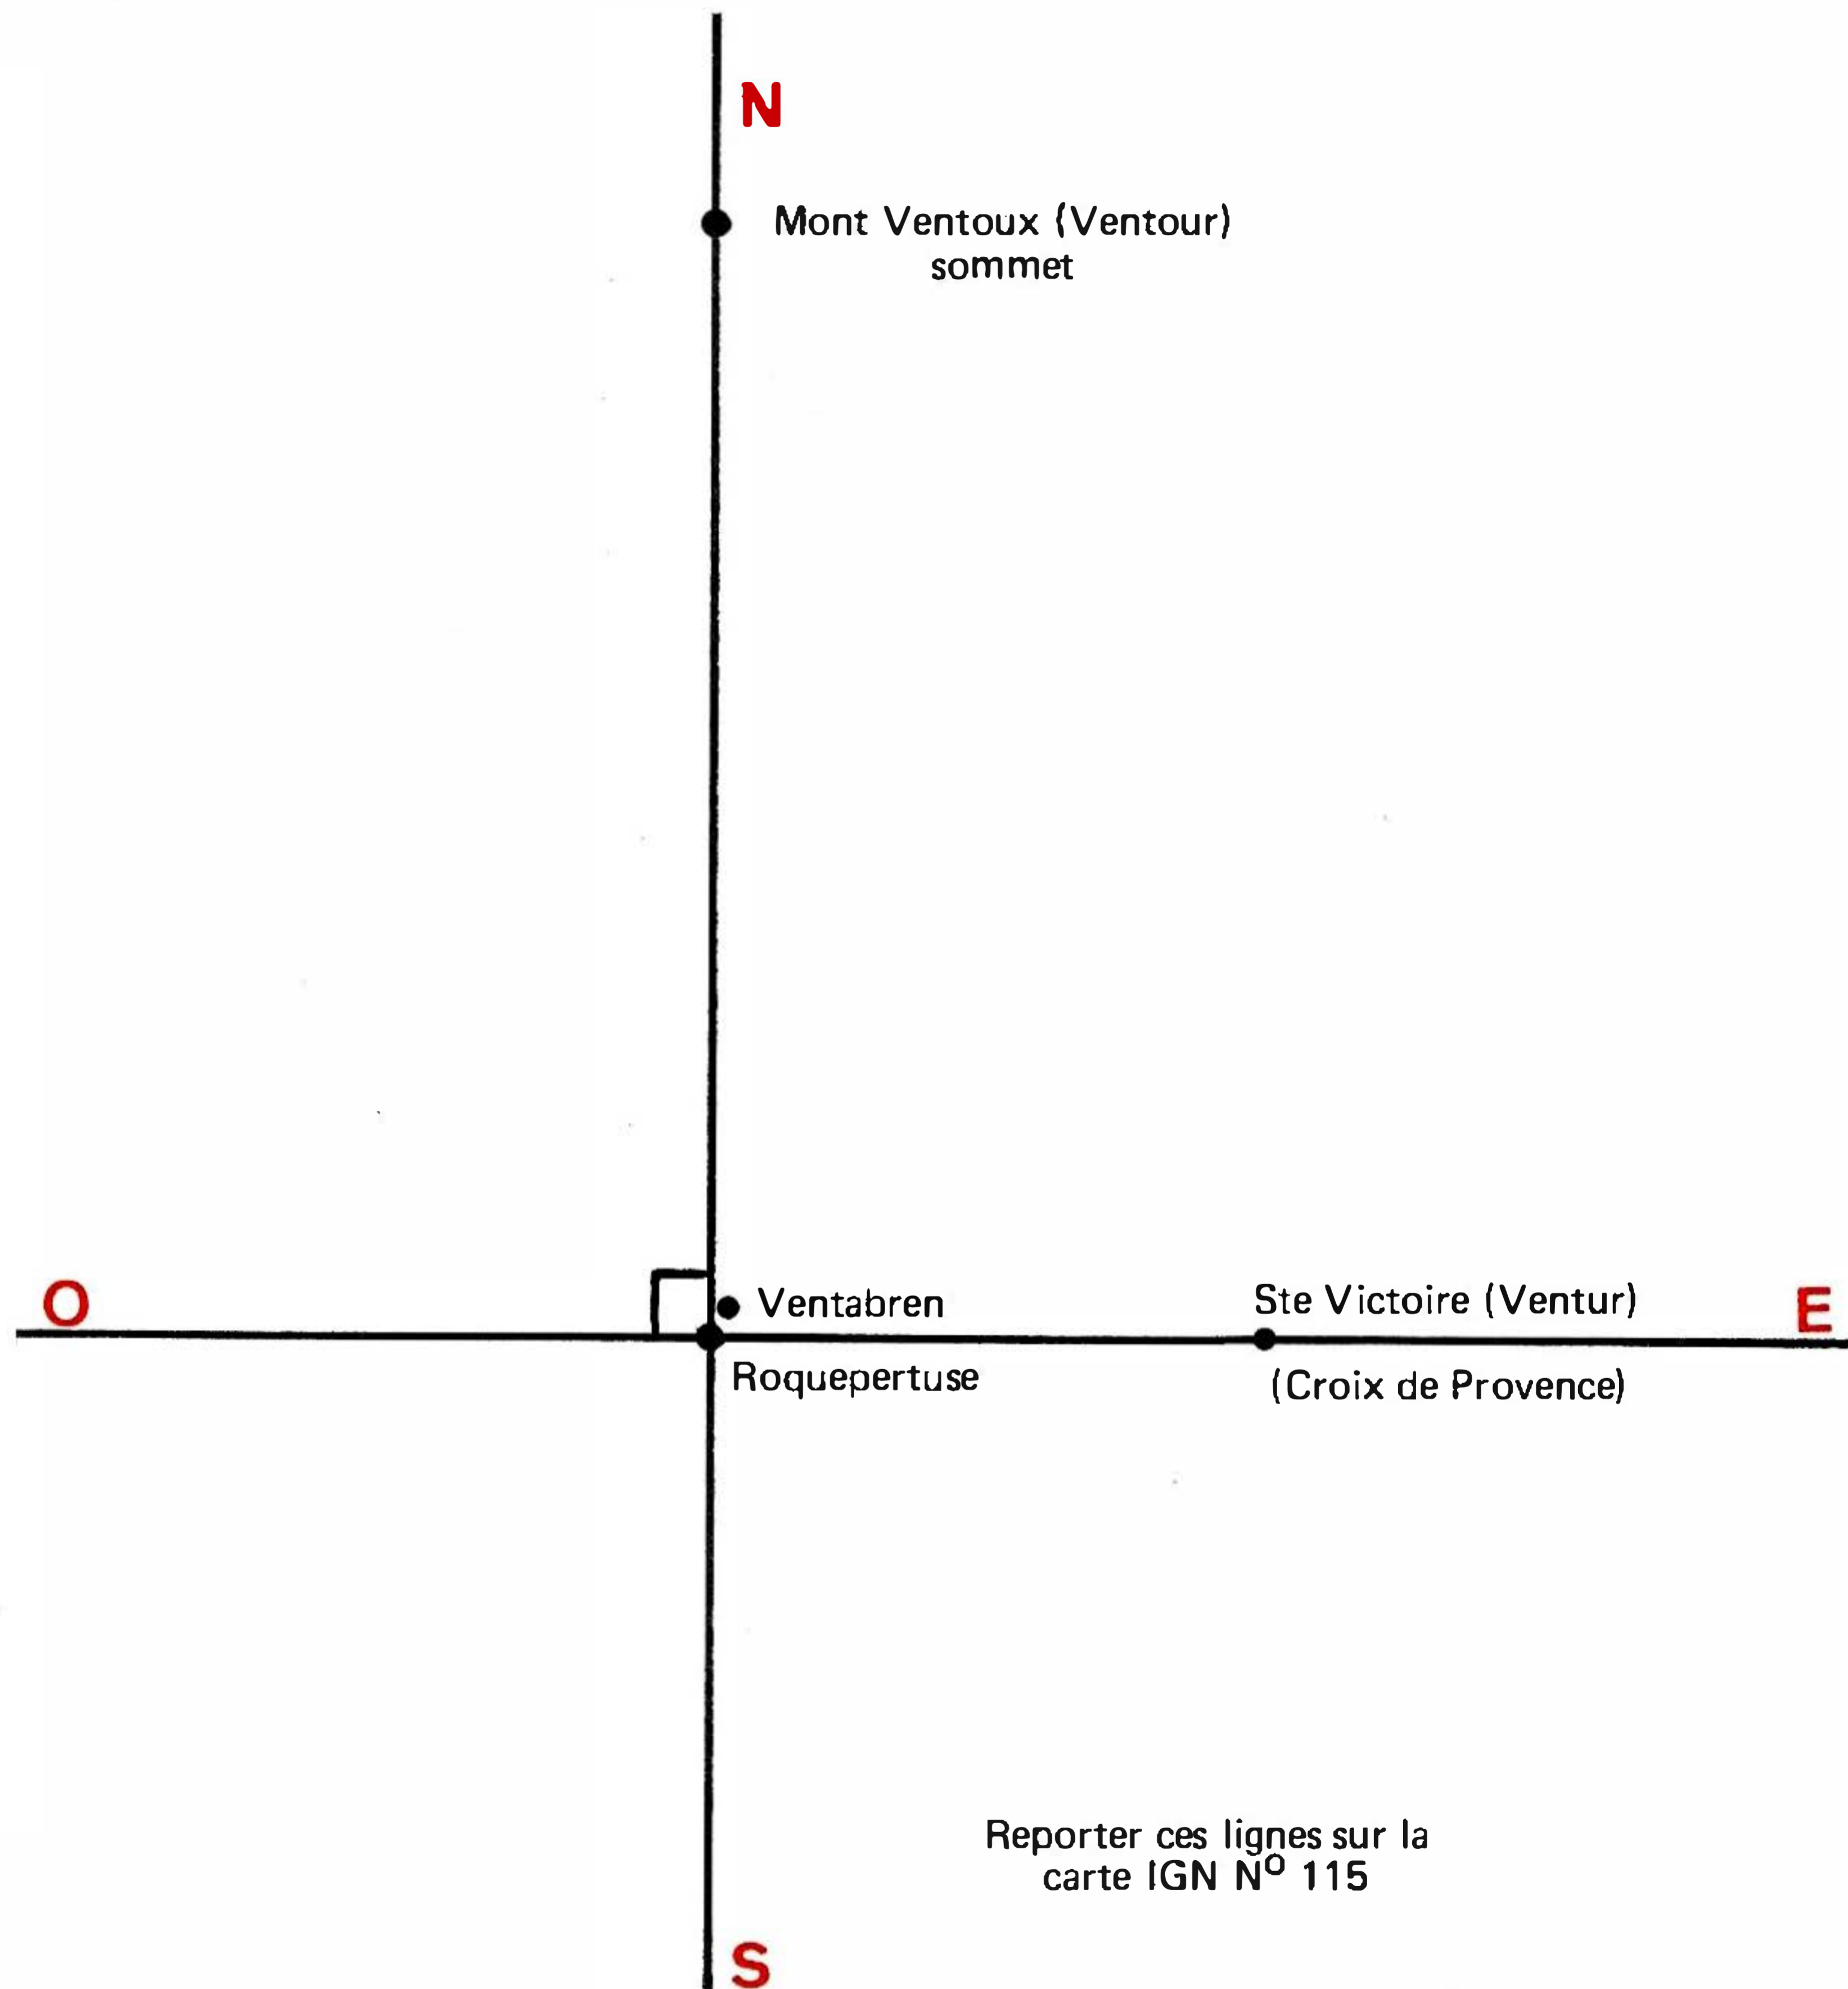 N
Mont Ventoux (Ventour)
sommet
O
Ventabren
Ste Victoire (Ventur)
E
Roquepertuse
(Croix de Provence)
Reporter ces lignes sur la
carte IGN Nº 115
S